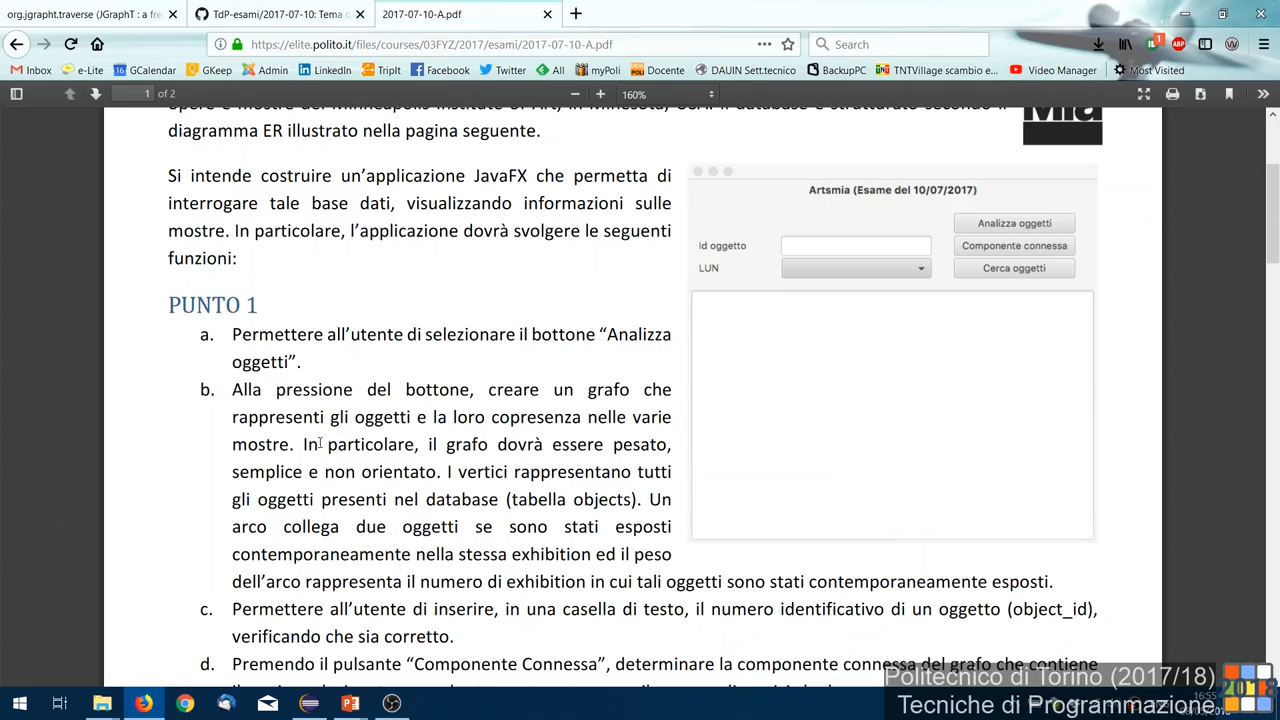 org.jgrapht.traverse (JGraphT : a fre
TdP-esami/2017-07-10: Tema o
2017-07-10-A.pdf
https://elite.polito.it/files/courses/03FYZ/2017/esami/2017-07-10-A.pdf
Search
Inbox
e-Lite
GCalendar
GKeep
Admin
LinkedIn
TripIt
Facebook
Twitter
All
myPoli
Docente
DAUIN Sett.tecnico
BackupPC
TNTVillage scambio e...
Video Manager
Most Visited
1 of 2
160%
diagramma ER illustrato nella pagina seguente.
Si intende costruire un'applicazione JavaFX che permetta di
interrogare tale base dati, visualizzando informazioni sulle
mostre. In particolare, l'applicazione dovrà svolgere le seguenti
funzioni:
Artsmia (Esame del 10/07/2017)
Analizza oggetti
Id oggetto
Componente connessa
LUN
Cerca oggetti
PUNTO 1
a. Permettere all'utente di selezionare il bottone "Analizza
oggetti".
b. Alla pressione del bottone, creare un grafo che
rappresenti gli oggetti e la loro copresenza nelle varie
mostre. In particolare, il grafo dovrà essere pesato,
semplice e non orientato. I vertici rappresentano tutti
gli oggetti presenti nel database (tabella objects). Un
arco collega due oggetti se sono stati esposti
contemporaneamente nella stessa exhibition ed il peso
dell'arco rappresenta il numero di exhibition in cui tali oggetti sono stati contemporaneamente esposti.
c. Permettere all'utente di inserire, in una casella di testo, il numero identificativo di un oggetto (object_id),
verificando che sia corretto.
d. Premendo il pulsante "Componente Connessa", determinare la componente connessa del grafo che contiene
Politecnico di Torino (2017/18)
Tecniche di Programmazione
2018
16:55